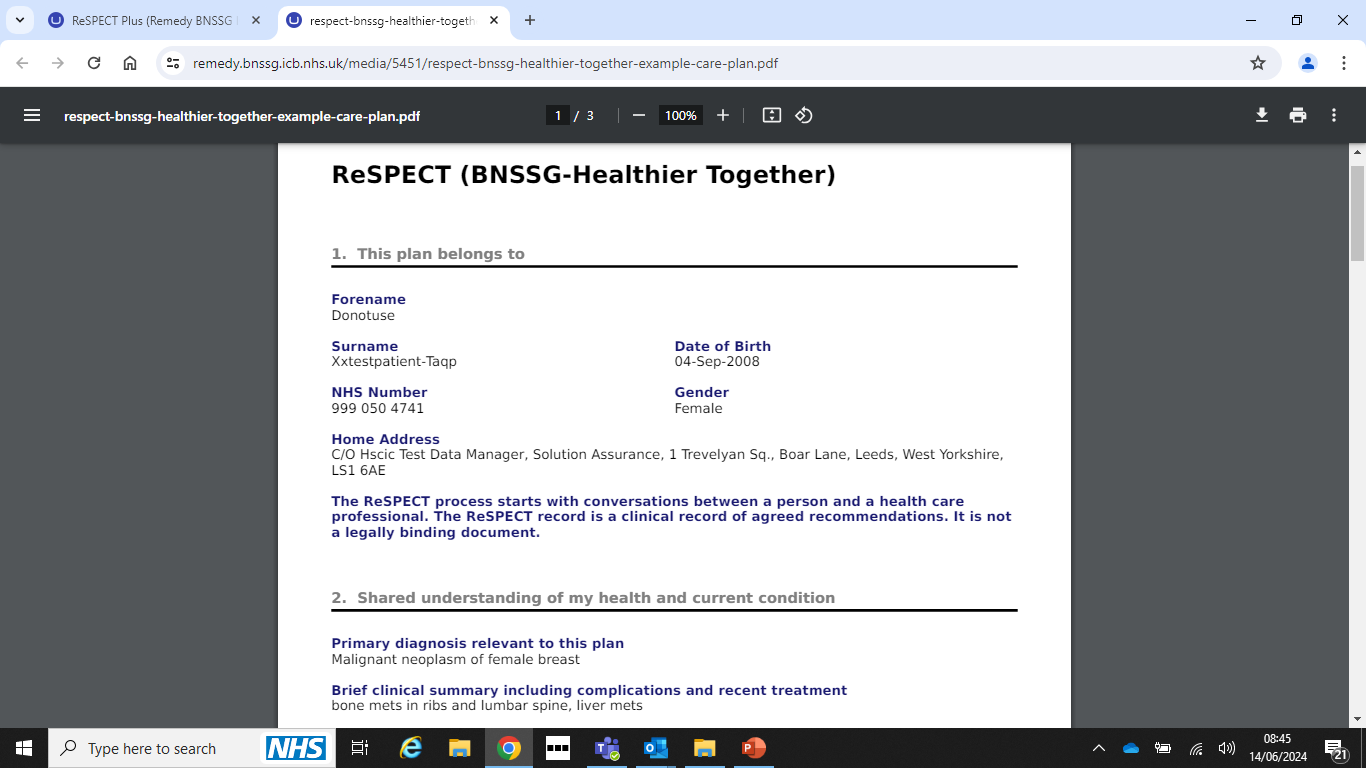 ReSPECT Plus (Remedy BNSSG
respect-bnssg-healthier-togeth
remedy.bnssg.icb.nhs.uk/media/5451/respect-bnssg-healthier-together-example-care-plan.pdf
respect-bnssg-healthier-together-example-care-plan.pdf
1 / 3
100%
ReSPECT (BNSSG-Healthier Together)
1. This plan belongs to
Forename
Donotuse
Surname
Date of Birth
Xxtestpatient-Taqp
04-Sep-2008
NHS Number
Gender
999 050 4741
Female
Home Address
C/O Hscic Test Data Manager, Solution Assurance, 1 Trevelyan Sq., Boar Lane, Leeds, West Yorkshire,
LS1 6AE
The ReSPECT process starts with conversations between a person and a health care
professional. The ReSPECT record is a clinical record of agreed recommendations. It is not
a legally binding document.
2. Shared understanding of my health and current condition
Primary diagnosis relevant to this plan
Malignant neoplasm of female breast
Brief clinical summary including complications and recent treatment
bone mets in ribs and lumbar spine, liver mets
Type here to search
NHS
08:45
14/06/2024
21